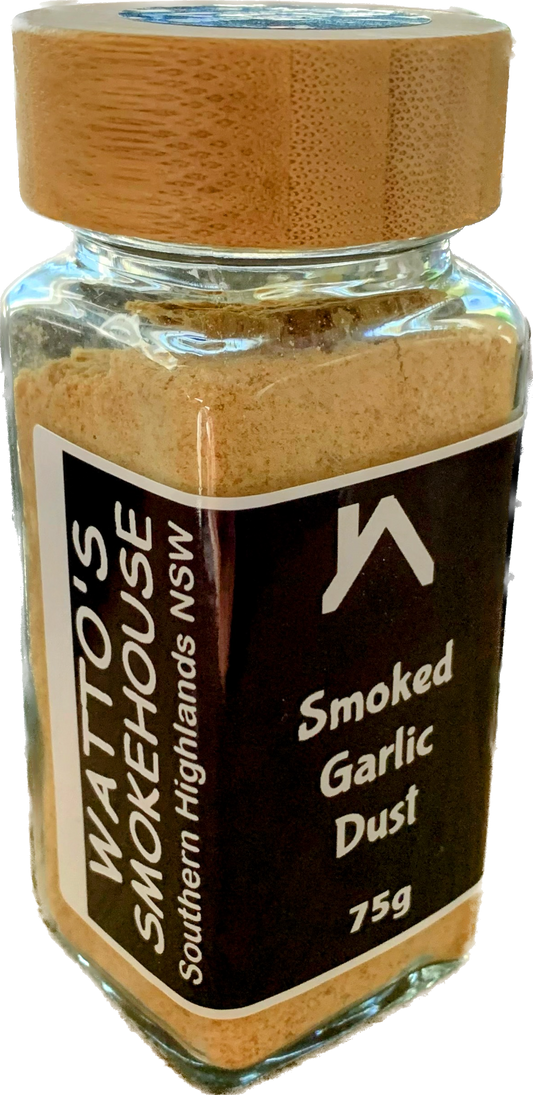 WATTO'S
SMOKEHOUSE
Southern Highlands NSW
Smoked
Garlic
Dust
75g